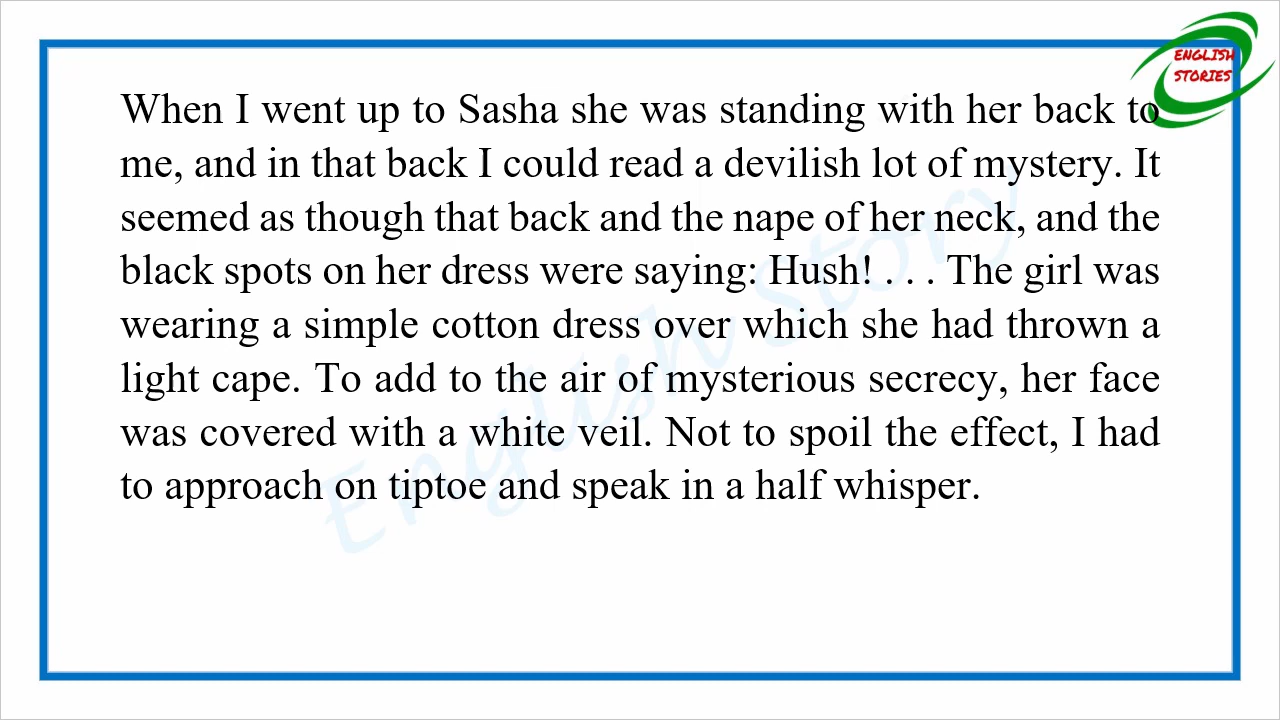 ENGLISH
STORIES
When I went up to Sasha she was standing with her back to
me, and in that back I could read a devilish lot of mystery. It
seemed as though that back and the nape of her neck, and the
black spots on her dress were saying: Hush! . . . The girl was
wearing a simple cotton dress over which she had thrown a
light cape. To add to the air of mysterious secrecy, her face
was covered with a white veil. Not to spoil the effect, I had
to approach on tiptoe and speak in a half whisper.
English Story